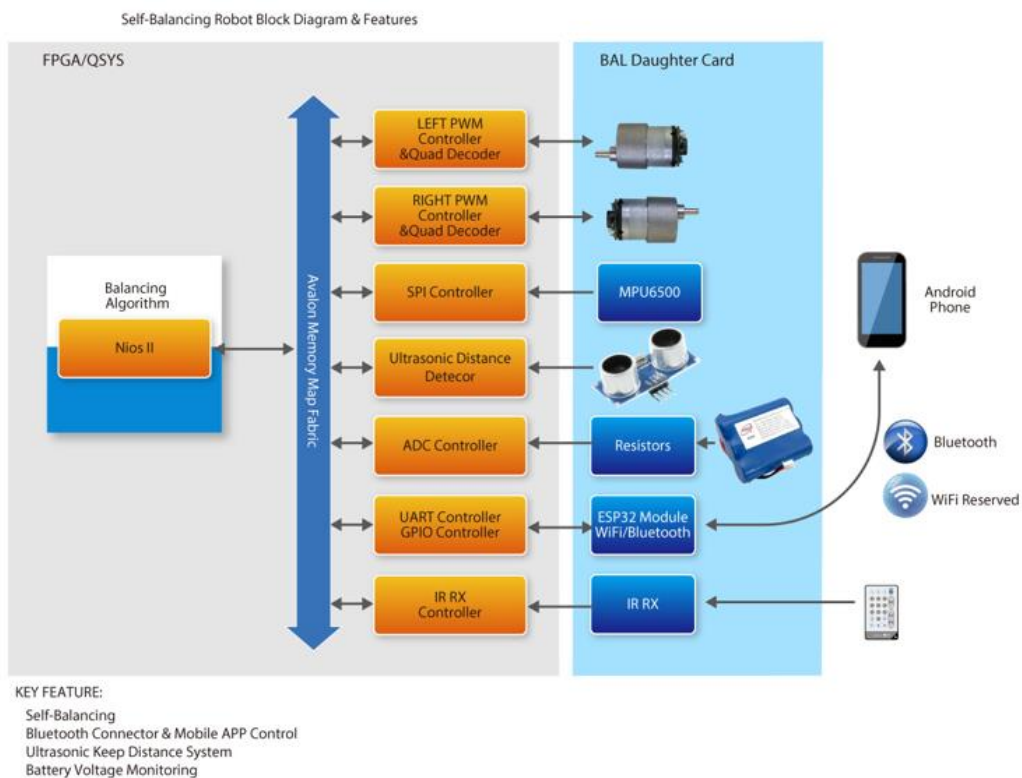 Self-Balancing Robot Block Diagram & Features
FPGA/QSYS
BAL Daughter Card
LEFT PWM
Controller
&Quad Decoder
RIGHT PWM
Controller
&Quad Decoder
Balancing
Algorithm
Nios II
Avalon Memory Map Fabric
SPI Controller
MPU6500
Android
Phone
Ultrasonic Distance
Detecor
ADC Controller
Resistors
Bluetooth
WiFi Reserved
UART Controller
GPIO Controller
ESP32 Module
WiFi/Bluetooth
IR RX
Controller
IR RX
KEY FEATURE:
Self-Balancing
Bluetooth Connector & Mobile APP Control
Ultrasonic Keep Distance System
Battery Voltage Monitoring